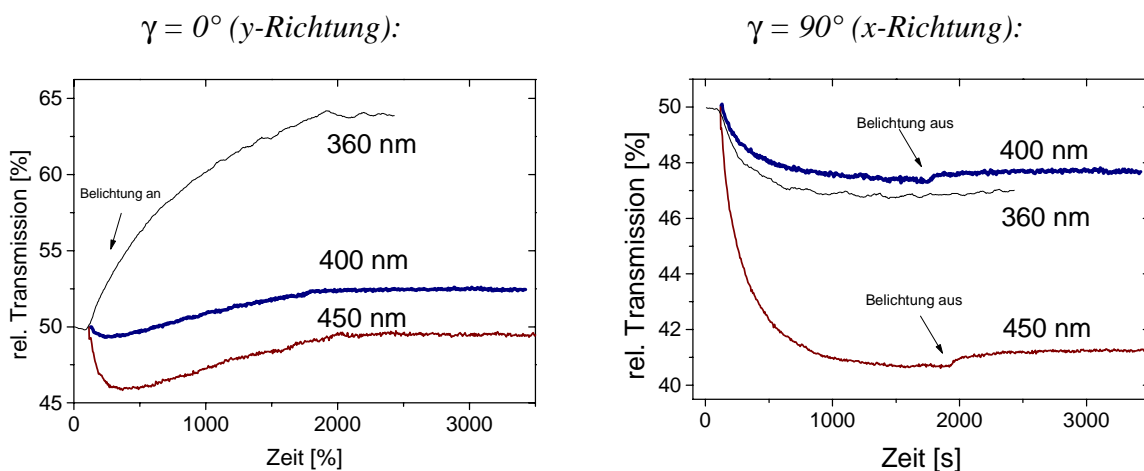 γ = 0° (y-Richtung):
0 1000 2000 3000
65
60
55
50
45
rel. Transmission [%]
Belichtung an
360 nm
400 nm
450 nm
Zeit [%]
γ = 90° (x-Richtung):
50
48
46
44
42
40
rel. Transmission [%]
Belichtung aus
400 nm
360 nm
Belichtung aus
450 nm
0 1000 2000 3000
Zeit [s]